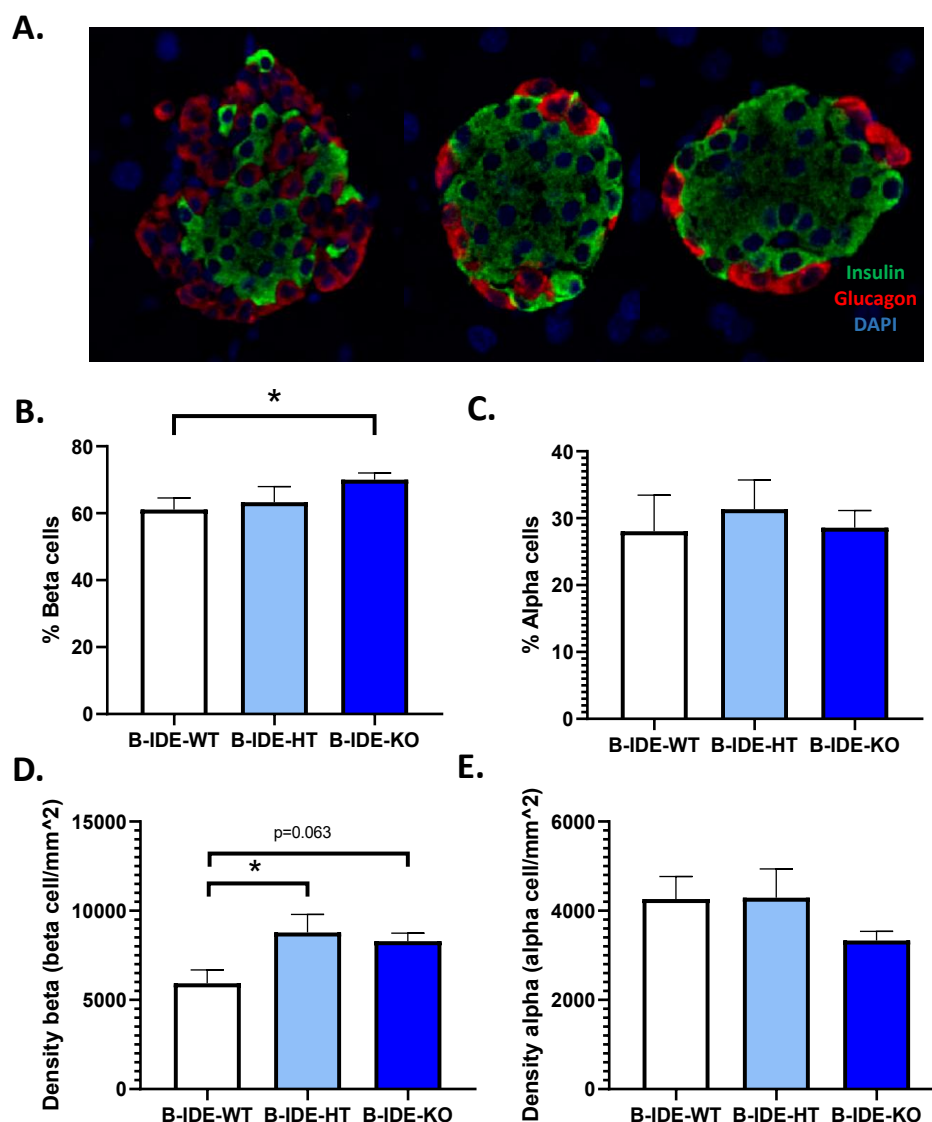 A.
Insulin
Glucagon
DAPI
B.
*
% Beta cells
80
60
40
20
0
B-IDE-WT B-IDE-HT B-IDE-KO
C.
% Alpha cells
40
30
20
10
0
B-IDE-WT B-IDE-HT B-IDE-KO
D.
Density beta (beta cell/mm^2)
15000
10000
5000
0
p=0.063
*
B-IDE-WT B-IDE-HT B-IDE-KO
E.
Density alpha (alpha cell/mm^2)
6000
4000
2000
0
B-IDE-WT B-IDE-HT B-IDE-KO